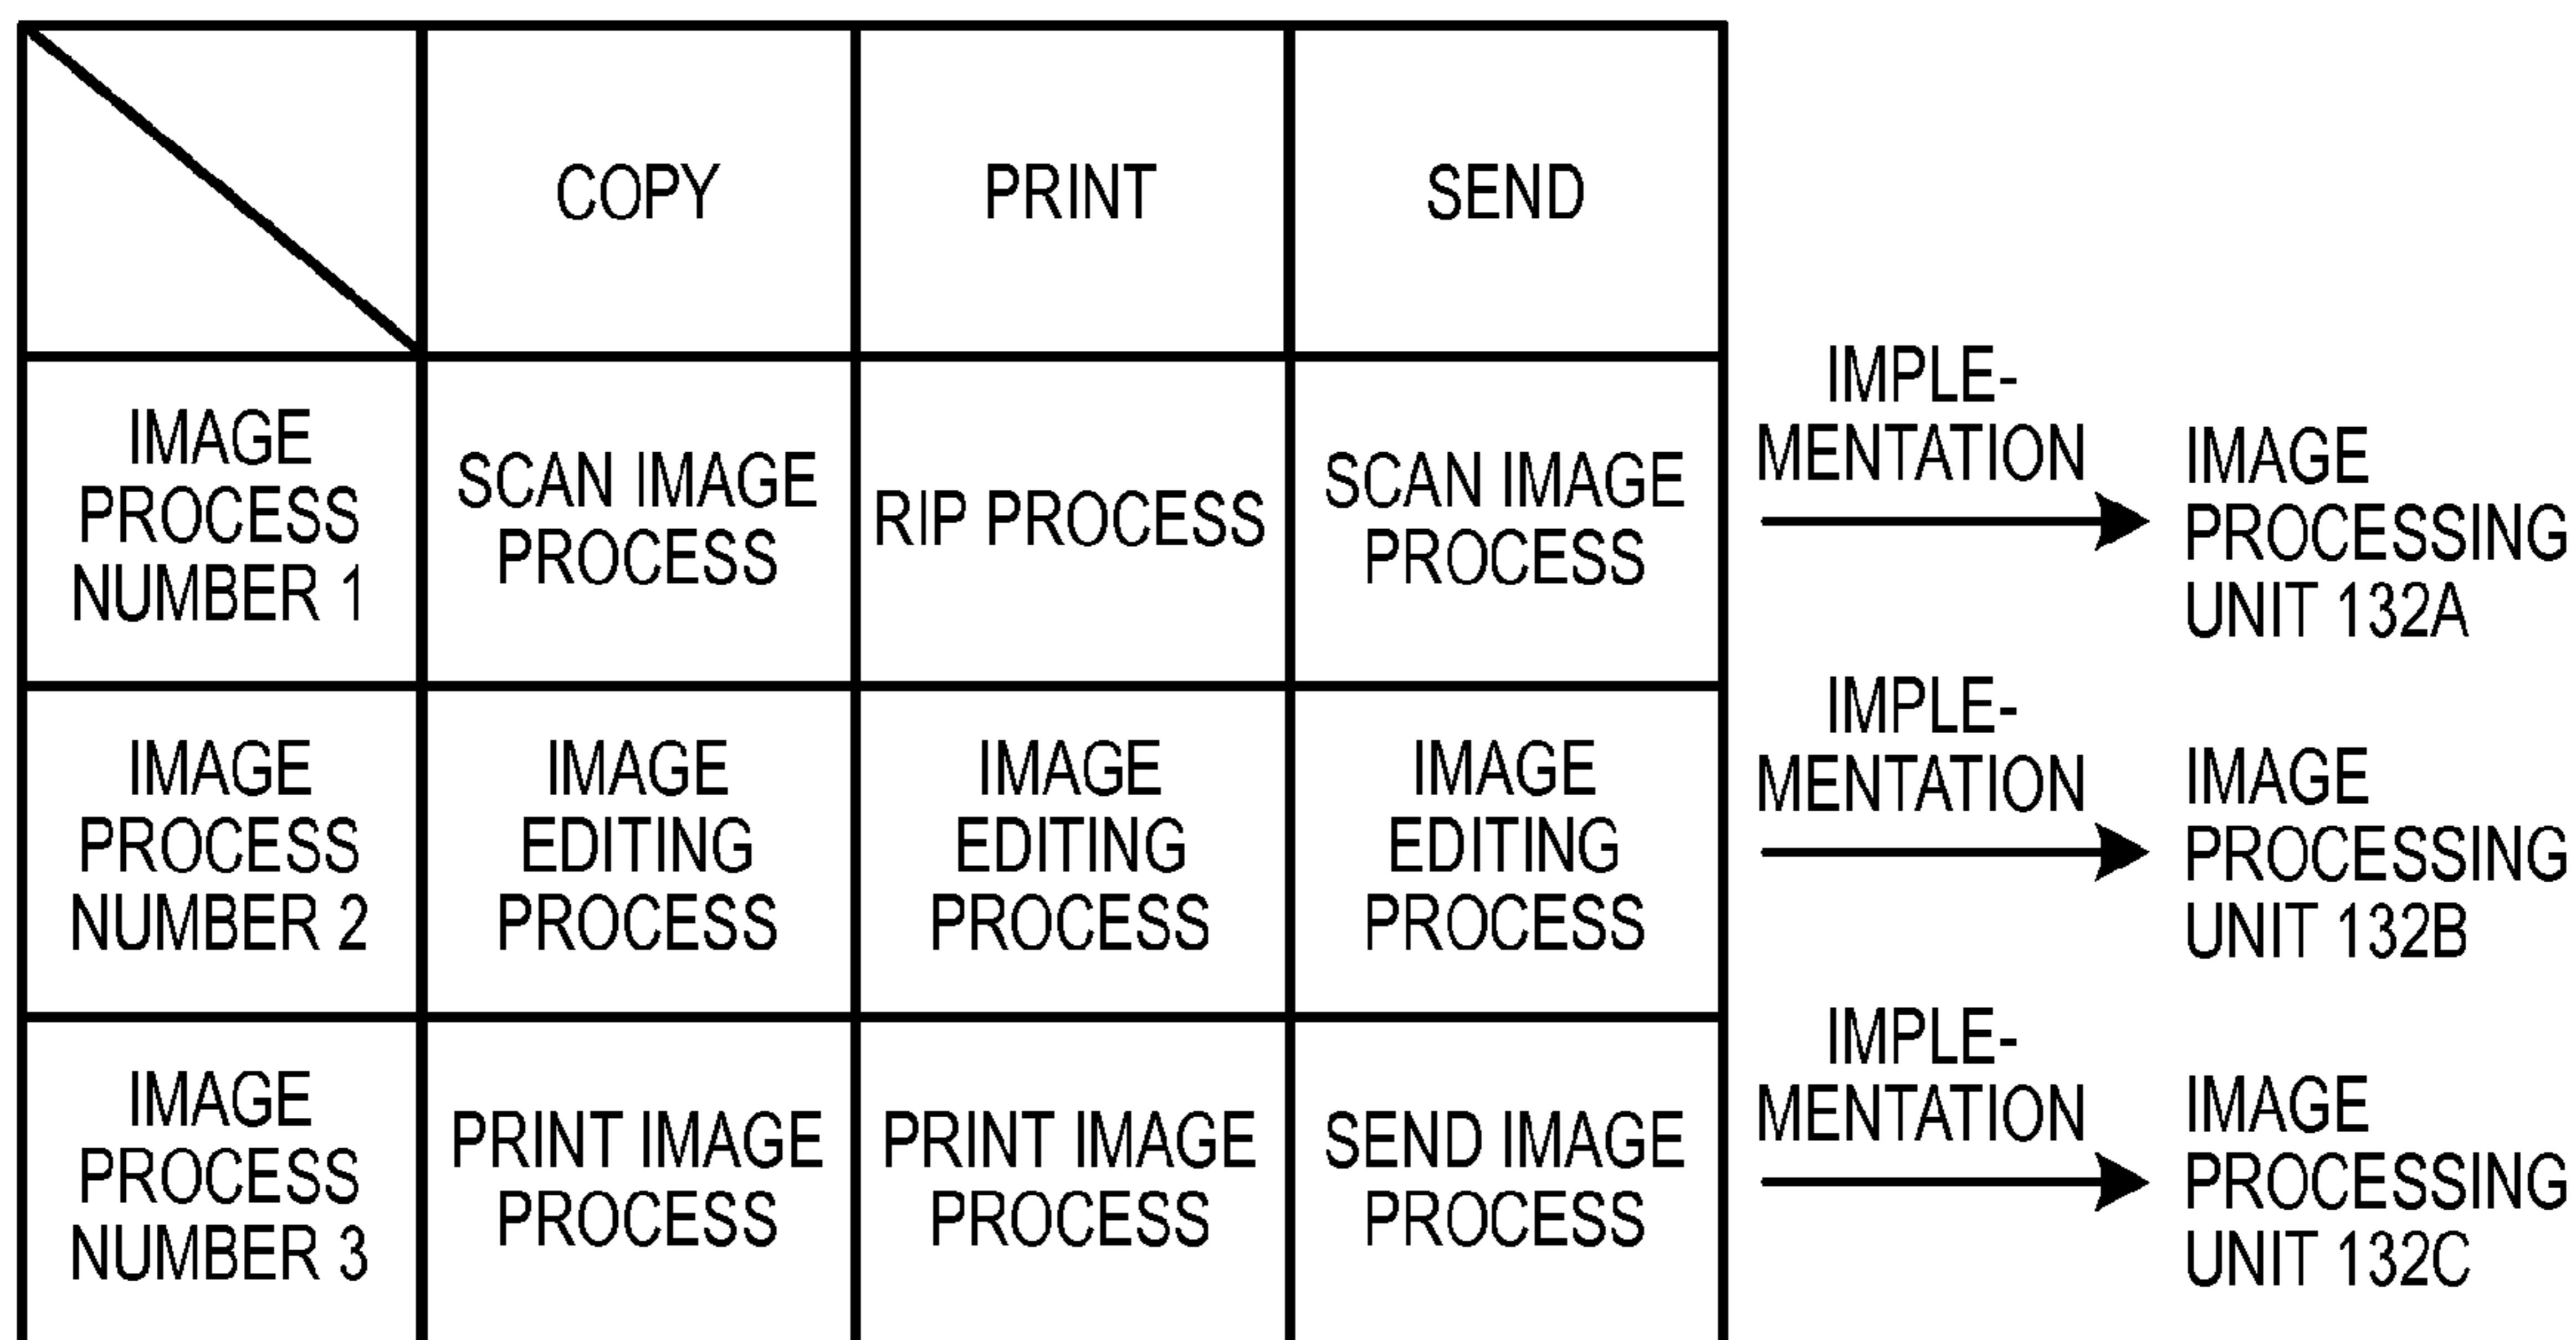 COPY
PRINT
SEND
IMAGE
PROCESS
NUMBER 1
SCAN IMAGE
PROCESS
RIP PROCESS
SCAN IMAGE
PROCESS
IMPLE-
MENTATION
IMAGE
PROCESSING
UNIT 132A
IMAGE
PROCESS
NUMBER 2
IMAGE
EDITING
PROCESS
IMAGE
EDITING
PROCESS
IMAGE
EDITING
PROCESS
IMPLE-
MENTATION
IMAGE
PROCESSING
UNIT 132B
IMAGE
PROCESS
NUMBER 3
PRINT IMAGE
PROCESS
PRINT IMAGE
PROCESS
SEND IMAGE
PROCESS
IMPLE-
MENTATION
IMAGE
PROCESSING
UNIT 132C